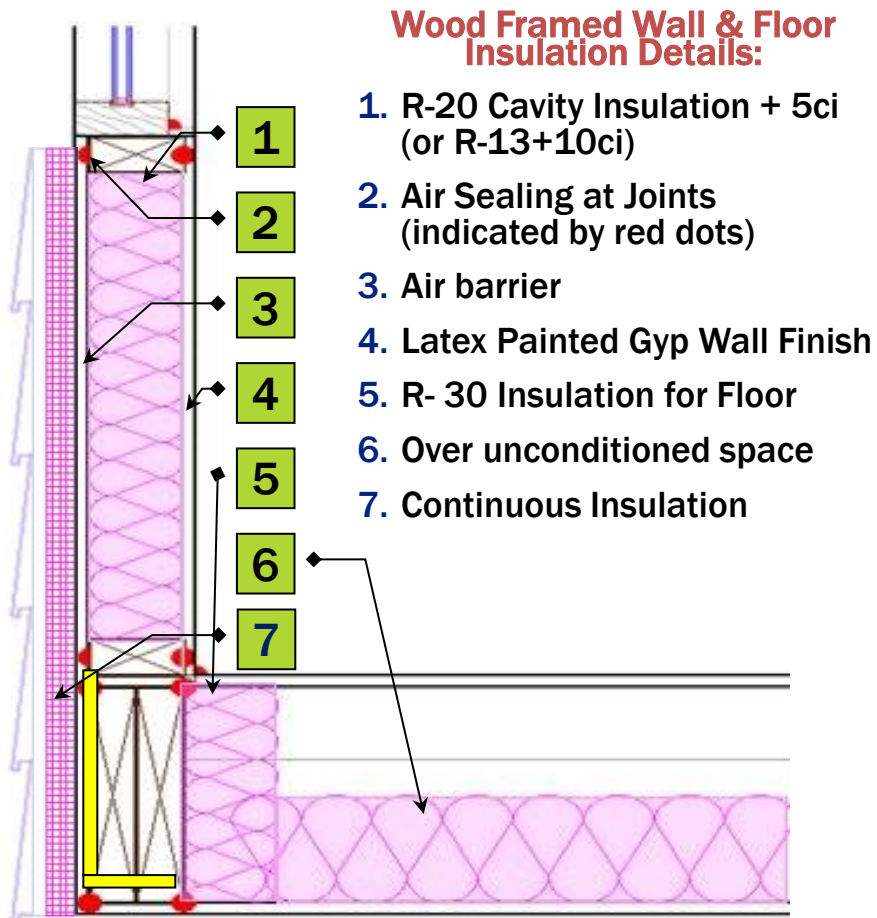 Wood Framed Wall & Floor
Insulation Details:
1. R-20 Cavity Insulation + 5ci
(or R-13+10ci)
2. Air Sealing at Joints
(indicated by red dots)
3. Air barrier
4. Latex Painted Gyp Wall Finish
5. R- 30 Insulation for Floor
6. Over unconditioned space
7. Continuous Insulation
1
2
3
4
5
6
7